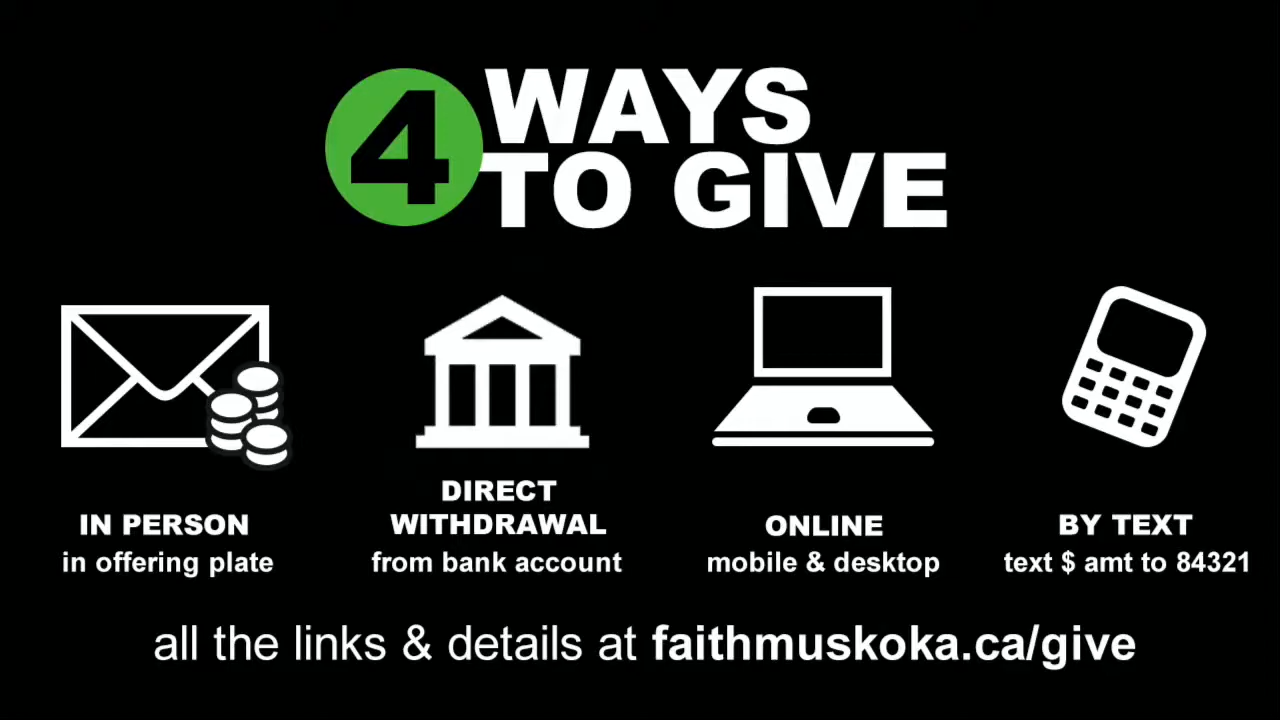 4 WAYS
TO GIVE
IN PERSON
in offering plate
DIRECT
WITHDRAWAL
from bank account
ONLINE
mobile & desktop
BY TEXT
text $ amt to 84321
all the links & details at faithmuskoka.ca/give